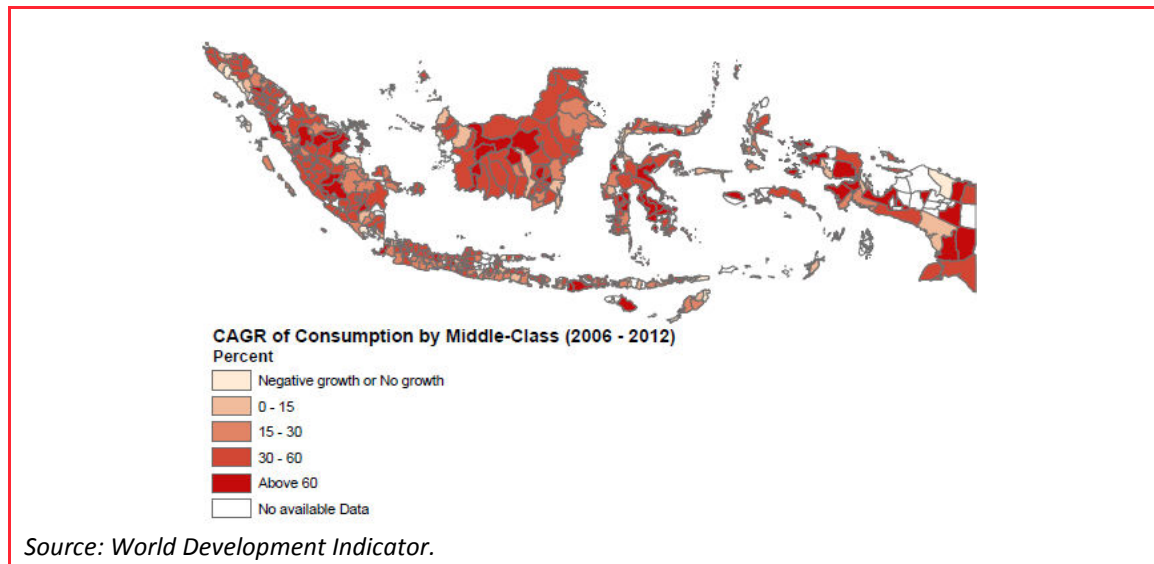 CAGR of Consumption by Middle-Class (2006 - 2012)
Percent
Negative growth or No growth
0 - 15
15 - 30
30 - 60
Above 60
No available Data
Source: World Development Indicator.